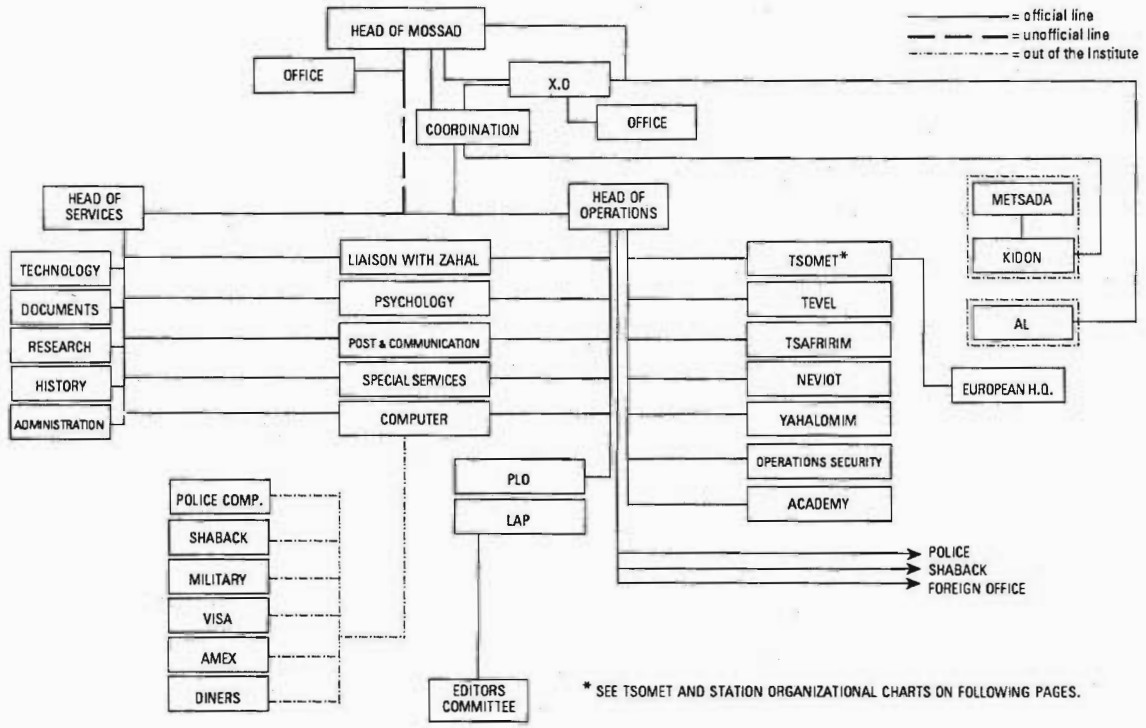 HEAD OF MOSSAD
= official line
= unofficial line
= out of the Institute
OFFICE
X.O
OFFICE
COORDINATION
HEAD OF
SERVICES
HEAD OF
OPERATIONS
METSADA
KIDON
AL
TECHNOLOGY
DOCUMENTS
RESEARCH
HISTORY
ADMINISTRATION
LIAISON WITH ZAHAL
PSYCHOLOGY
POST & COMMUNICATION
SPECIAL SERVICES
COMPUTER
TSOMET*
TEVEL
TSAFRIRIM
NEVIOT
YAHALOMIM
OPERATIONS SECURITY
ACADEMY
EUROPEAN H.Q.
PLO
LAP
POLICE COMP.
SHABACK
MILITARY
VISA
AMEX
DINERS
POLICE
SHABACK
FOREIGN OFFICE
EDITORS
COMMITTEE
* SEE TSOMET AND STATION ORGANIZATIONAL CHARTS ON FOLLOWING PAGES.